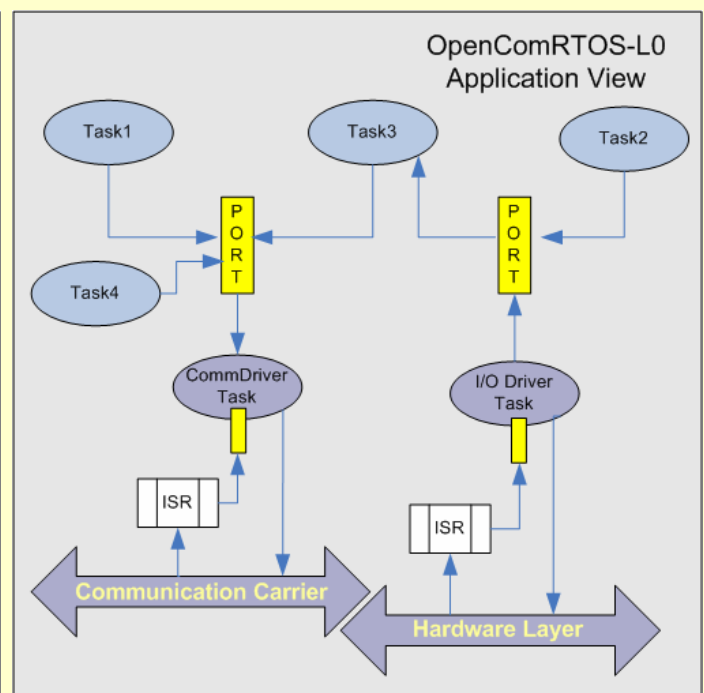 OpenComRTOS-L0
Application View
Task1
Task3
Task2
P
O
R
T
P
O
R
T
Task4
CommDriver
Task
I/O Driver
Task
ISR
ISR
Communication Carrier
Hardware Layer